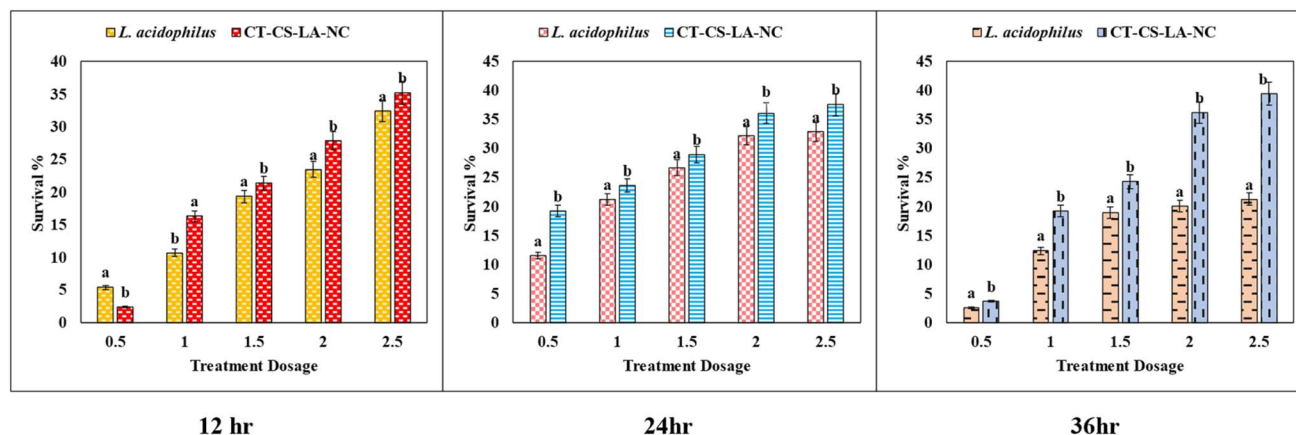 L. acidophilus CT-CS-LA-NC
40
35
30
25
20
15
10
5
0
Survival %
a b
b a
a b
a b
a b
0.5 1 1.5 2 2.5
Treatment Dosage
12 hr
L. acidophilus CT-CS-LA-NC
45
40
35
30
25
20
15
10
5
0
Survival %
a b
a b
a b
a b
a b
0.5 1 1.5 2 2.5
Treatment Dosage
24hr
L. acidophilus CT-CS-LA-NC
45
40
35
30
25
20
15
10
5
0
Survival %
a b
a b
a b
a b
a b
0.5 1 1.5 2 2.5
Treatment Dosage
36hr